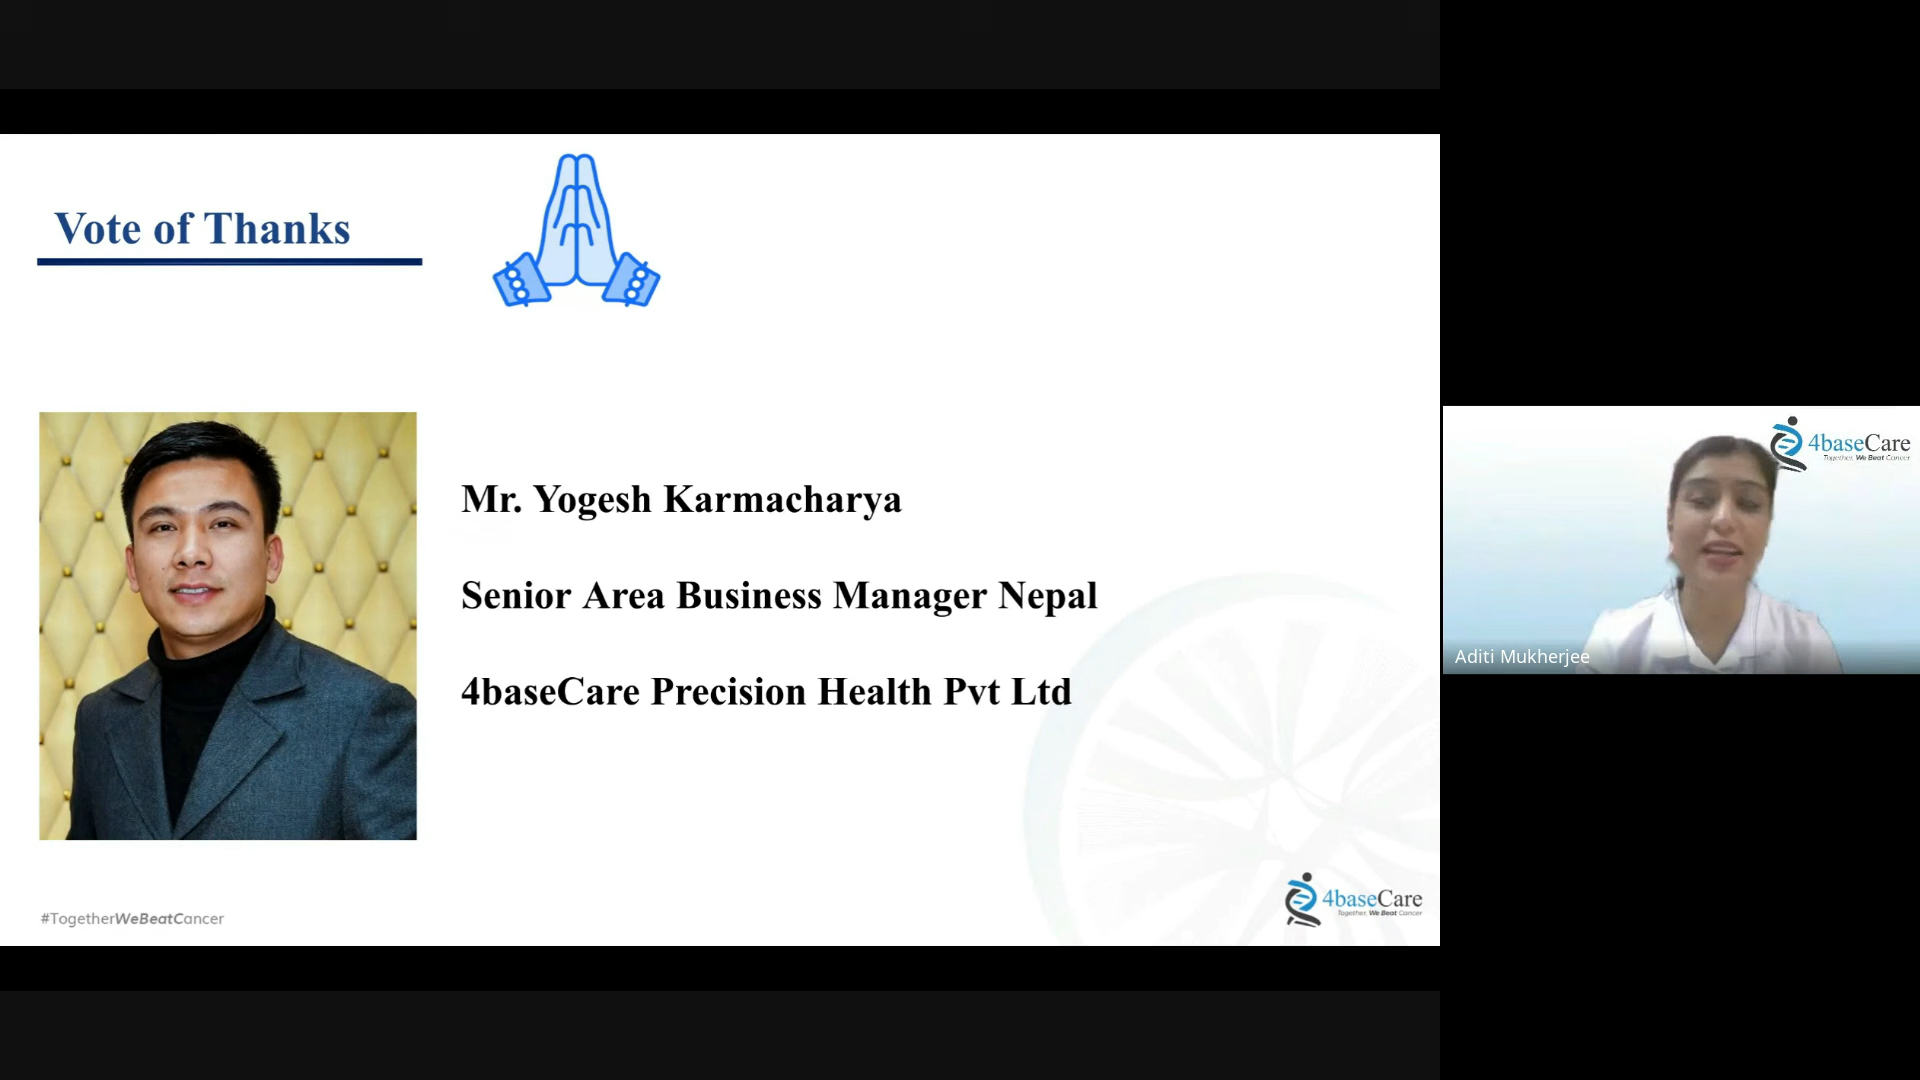 Vote of Thanks
Mr. Yogesh Karmacharya
Senior Area Business Manager Nepal
4baseCare Precision Health Pvt Ltd
#TogetherWeBeatCancer
4baseCare
Together, We Beat Cancer
4baseCare
Together, We Beat Cancer
Aditi Mukherjee